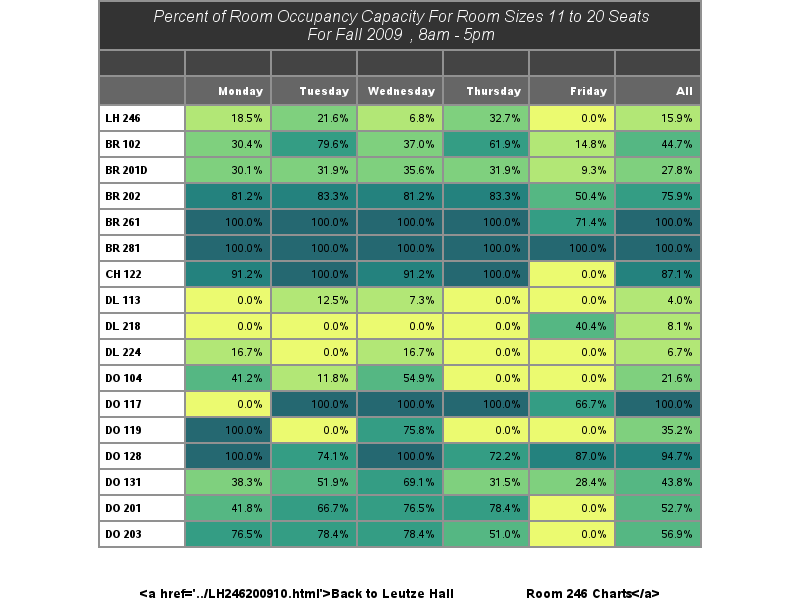 Percent of Room Occupancy Capacity For Room Sizes 11 to 20 Seats
For Fall 2009 , 8am - 5pm
Monday Tuesday Wednesday Thursday Friday All
LH 246 18.5% 21.6% 6.8% 32.7% 0.0% 15.9%
BR 102 30.4% 79.6% 37.0% 61.9% 14.8% 44.7%
BR 201D 30.1% 31.9% 35.6% 31.9% 9.3% 27.8%
BR 202 81.2% 83.3% 81.2% 83.3% 50.4% 75.9%
BR 261 100.0% 100.0% 100.0% 100.0% 71.4% 100.0%
BR 281 100.0% 100.0% 100.0% 100.0% 100.0% 100.0%
CH 122 91.2% 100.0% 91.2% 100.0% 0.0% 87.1%
DL 113 0.0% 12.5% 7.3% 0.0% 0.0% 4.0%
DL 218 0.0% 0.0% 0.0% 0.0% 40.4% 8.1%
DL 224 16.7% 0.0% 16.7% 0.0% 0.0% 6.7%
DO 104 41.2% 11.8% 54.9% 0.0% 0.0% 21.6%
DO 117 0.0% 100.0% 100.0% 100.0% 66.7% 100.0%
DO 119 100.0% 0.0% 75.8% 0.0% 0.0% 35.2%
DO 128 100.0% 74.1% 100.0% 72.2% 87.0% 94.7%
DO 131 38.3% 51.9% 69.1% 31.5% 28.4% 43.8%
DO 201 41.8% 66.7% 76.5% 78.4% 0.0% 52.7%
DO 203 76.5% 78.4% 78.4% 51.0% 0.0% 56.9%
<a href='../LH246200910.html'>Back to Leutze Hall Room 246 Charts</a>